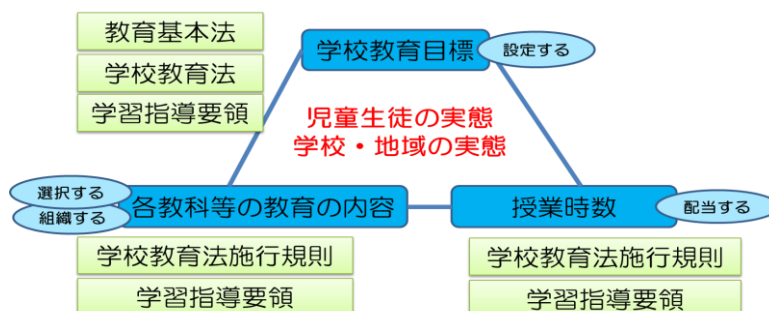 教育基本法
学校教育法
学習指導要領
学校教育目標
設定する
児童生徒の実態
学校・地域の実態
選択する
組織する
各教科等の教育の内容
授業時数
配当する
学校教育法施行規則
学習指導要領
学校教育法施行規則
学習指導要領